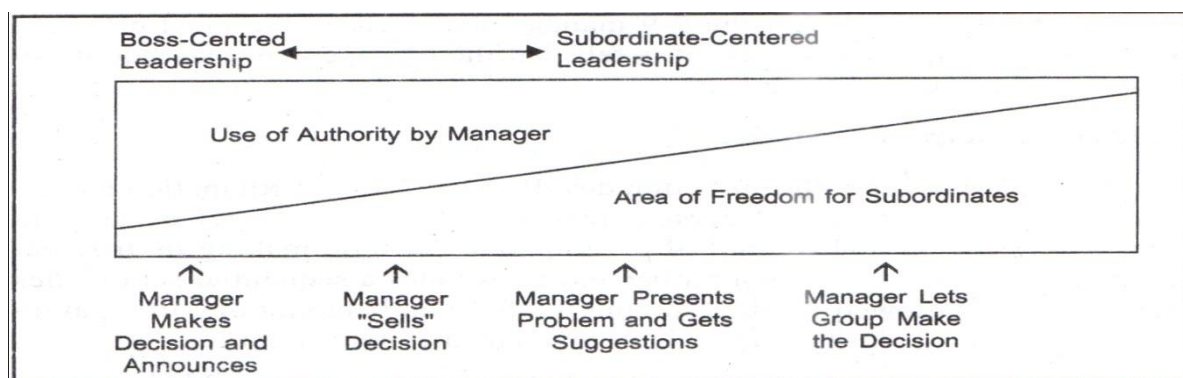 Boss-Centred
Leadership
Subordinate-Centered
Leadership
Use of Authority by Manager
Area of Freedom for Subordinates
Manager
Makes
Decision and
Announces
Manager
"Sells"
Decision
Manager Presents
Problem and Gets
Suggestions
Manager Lets
Group Make
the Decision